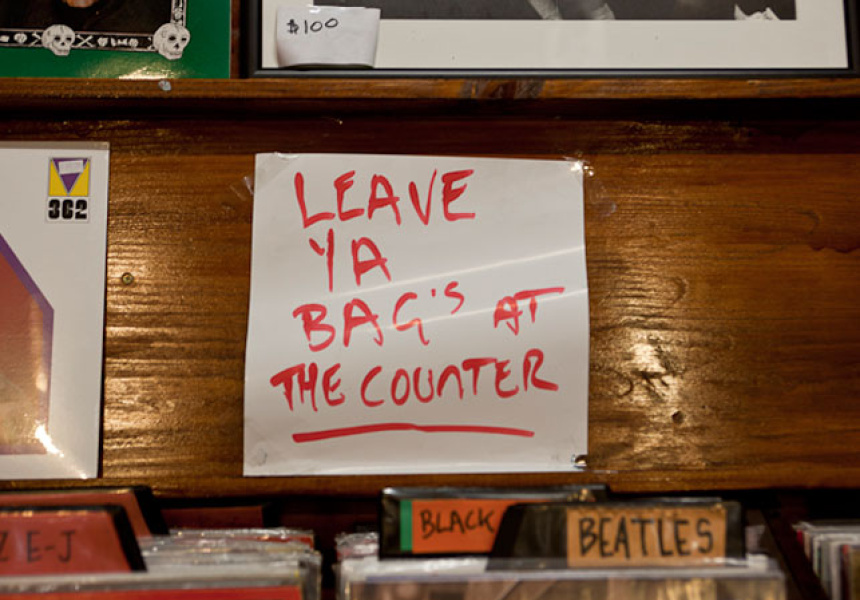 $100
362
LEAVE
YA
BAG'S AT
THE COUNTER
E-J
BLACK
BEATLES